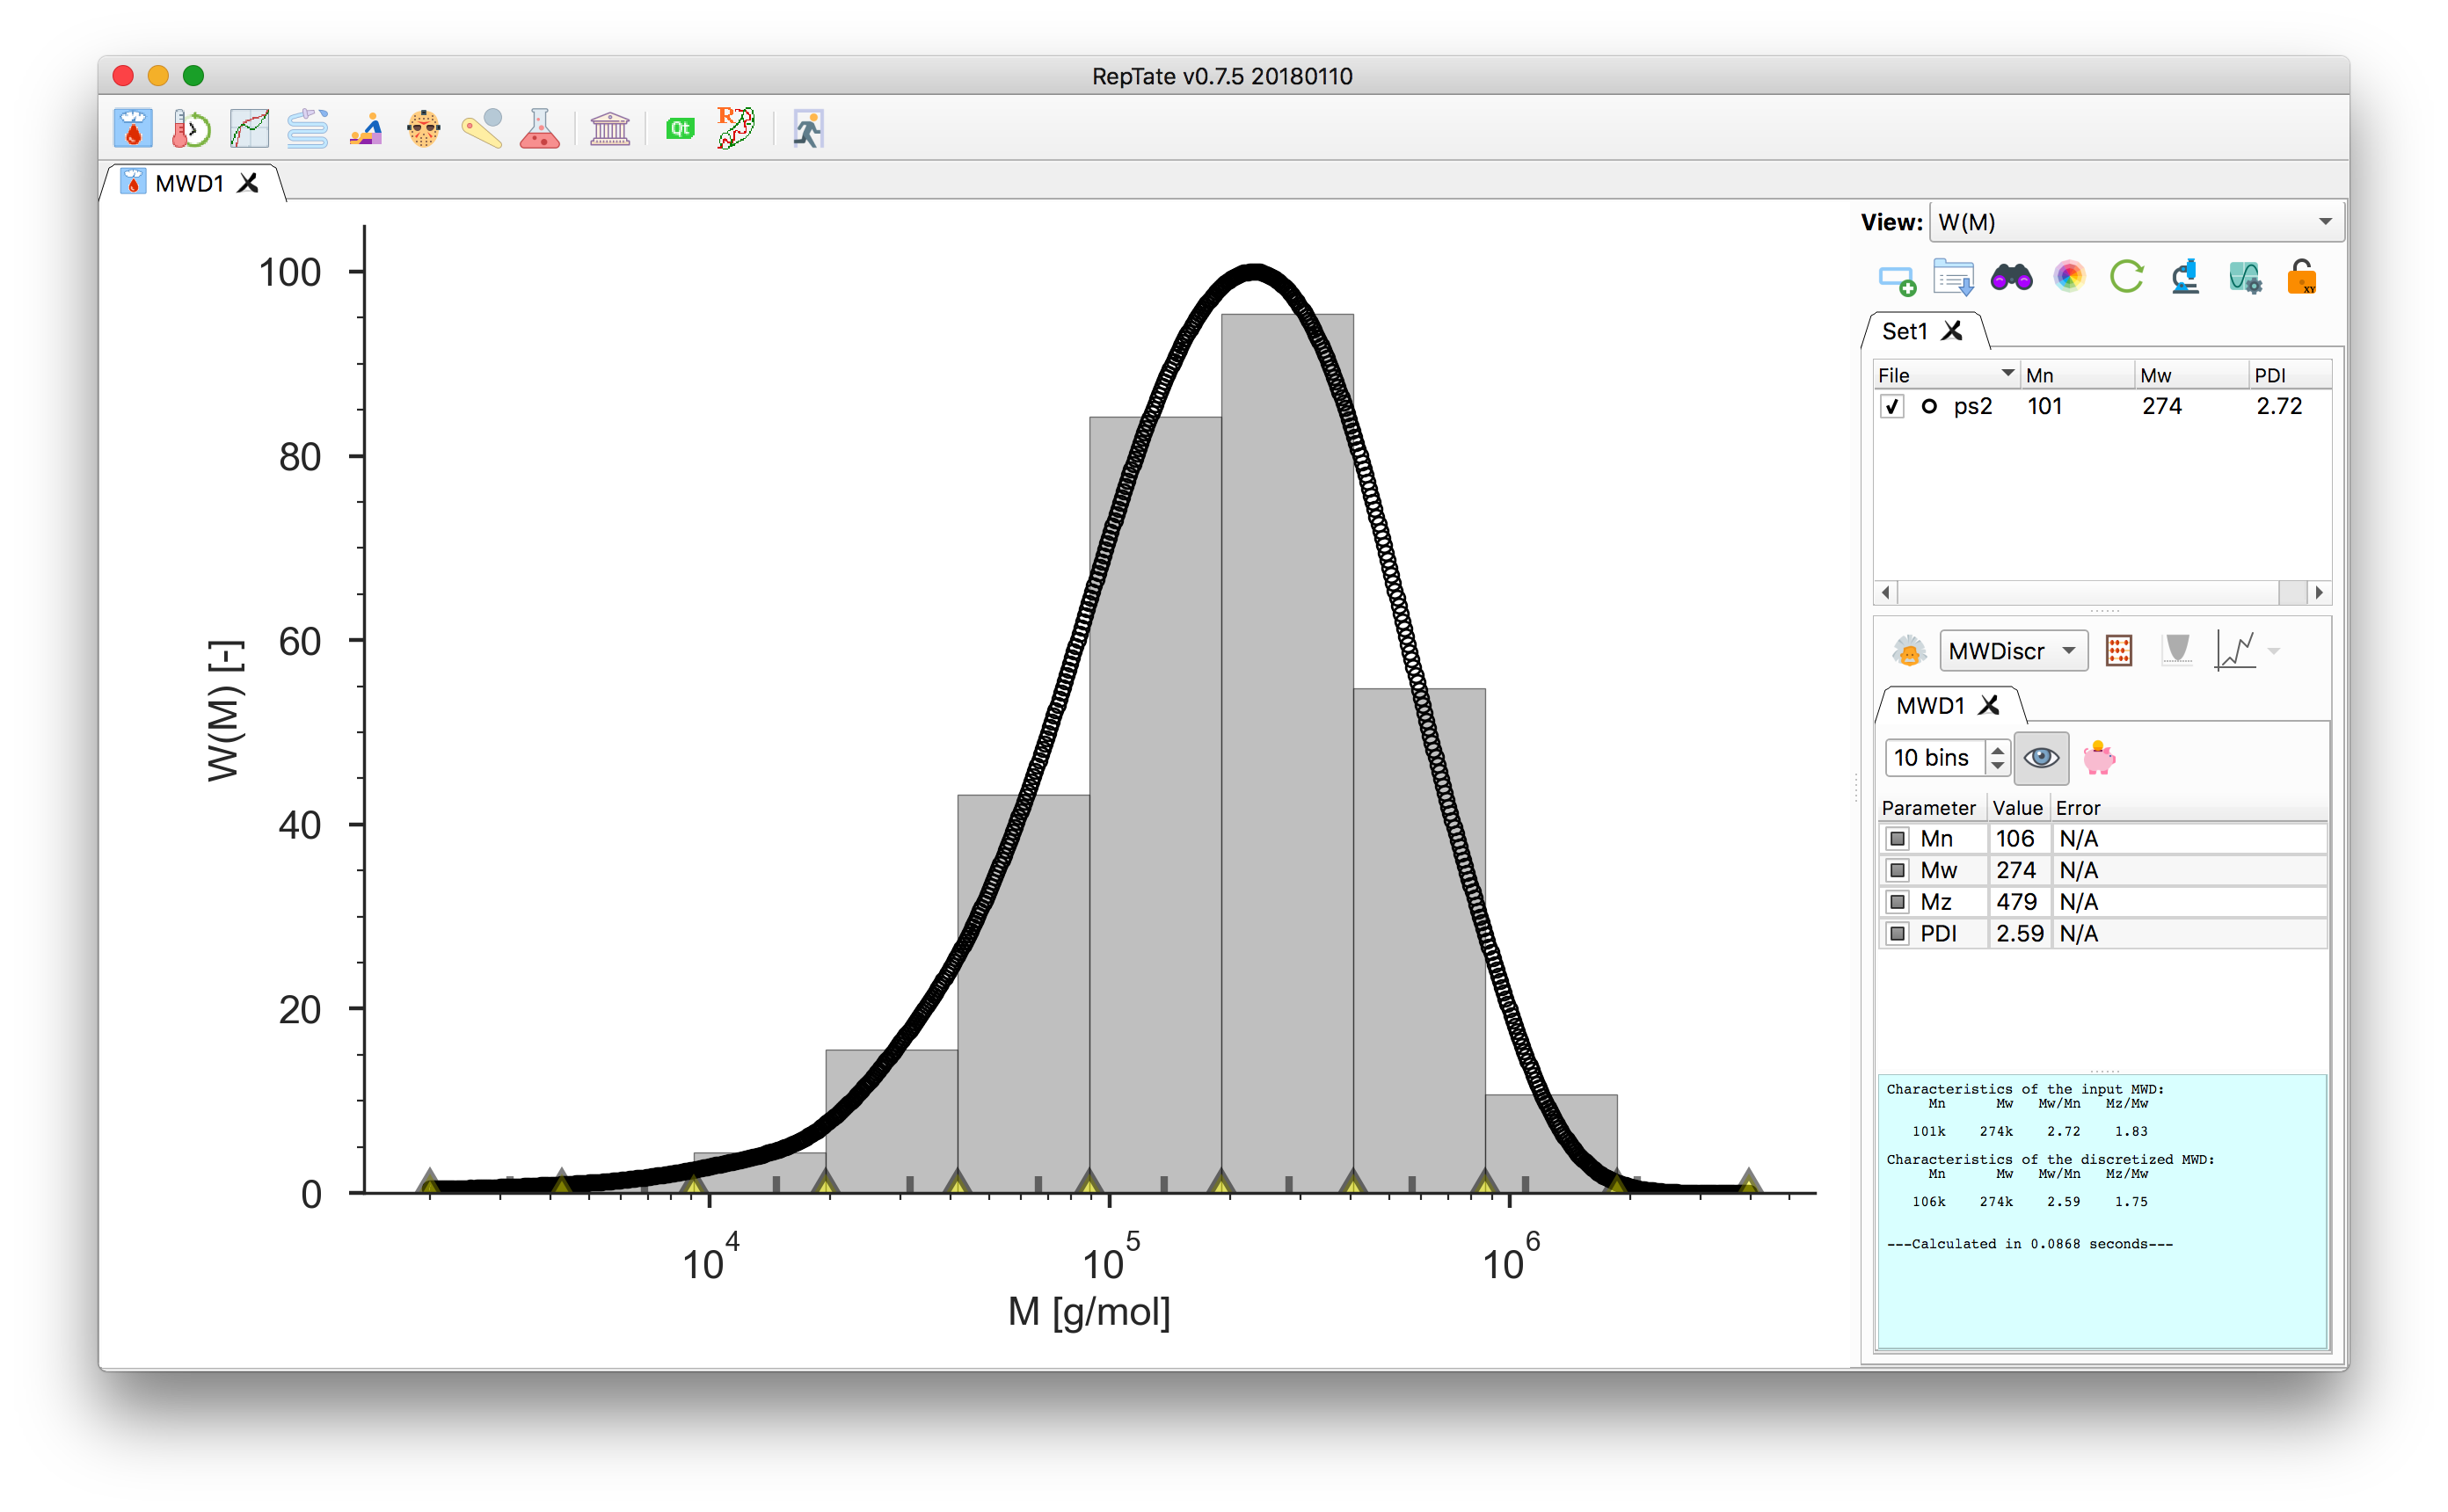 RepTate v0.7.5 20180110
Qt
R
MWD1
View: W(M)
XY
Set1
File Mn Mw PDI
ps2 101 274 2.72
MWDiscr
MWD1
10 bins
Parameter Value Error
Mn 106 N/A
Mw 274 N/A
Mz 479 N/A
PDI 2.59 N/A
Characteristics of the input MWD:
Mn Mw Mw/Mn Mz/Mw
101k 274k 2.72 1.83
Characteristics of the discretized MWD:
Mn Mw Mw/Mn Mz/Mw
106k 274k 2.59 1.75
---Calculated in 0.0868 seconds---
W(M) [-]
100
80
60
40
20
0
10^4 10^5 10^6
M [g/mol]